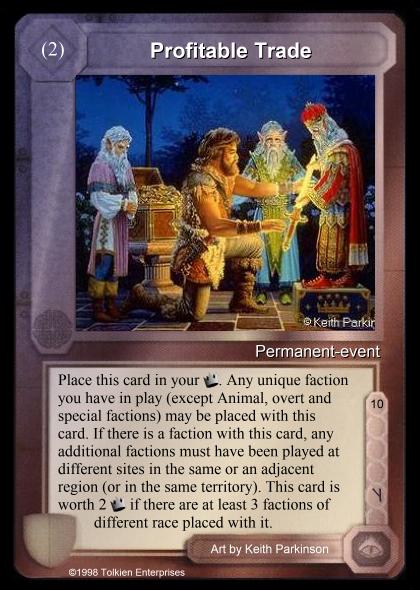 (2)
Profitable Trade
© Keith Parkin
Permanent-event
Place this card in your . Any unique faction
you have in play (except Animal, overt and
special factions) may be placed with this
card. If there is a faction with this card, any
additional factions must have been played at
different sites in the same or an adjacent
region (or in the same territory). This card is
worth 2 if there are at least 3 factions of
different race placed with it.
10
Art by Keith Parkinson
©1998 Tolkien Enterprises